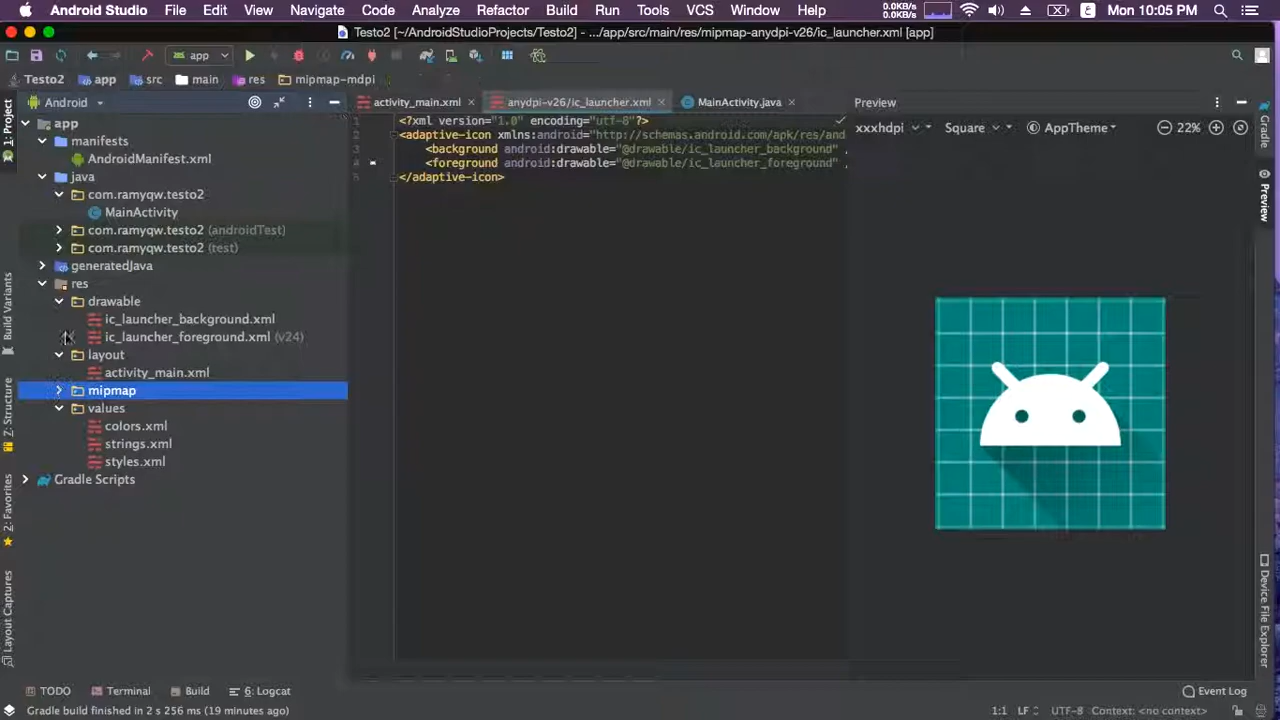 Android Studio File Edit View Navigate Code Analyze Refactor Build Run Tools VCS Window Help 0.0KB/s 0.0KB/s ع Mon 10:05 PM
Testo2 [~/AndroidStudioProjects/Testo2] - .../app/src/main/res/mipmap-anydpi-v26/ic_launcher.xml [app]
app
Testo2 app src main res mipmap-mdpi
Android
activity_main.xml anydpi-v26/ic_launcher.xml MainActivity.java
Preview
1: Project
Build Variants
Z: Structure
2: Favorites
Layout Captures
app
manifests
AndroidManifest.xml
java
com.ramyqw.testo2
MainActivity
com.ramyqw.testo2 (androidTest)
com.ramyqw.testo2 (test)
generatedJava
res
drawable
ic_launcher_background.xml
ic_launcher_foreground.xml (v24)
layout
activity_main.xml
mipmap
values
colors.xml
strings.xml
styles.xml
Gradle Scripts
1 <?xml version="1.0" encoding="utf-8"?>
2 <adaptive-icon xmlns:android="http://schemas.android.com/apk/res/and
3 <background android:drawable="@drawable/ic_launcher_background" /
4 <foreground android:drawable="@drawable/ic_launcher_foreground" /
5 </adaptive-icon>
xxxhdpi Square AppTheme 22%
Gradle
Preview
Device File Explorer
TODO Terminal Build 6: Logcat Event Log
Gradle build finished in 2 s 256 ms (19 minutes ago) 1:1 LF UTF-8 Context: <no context>